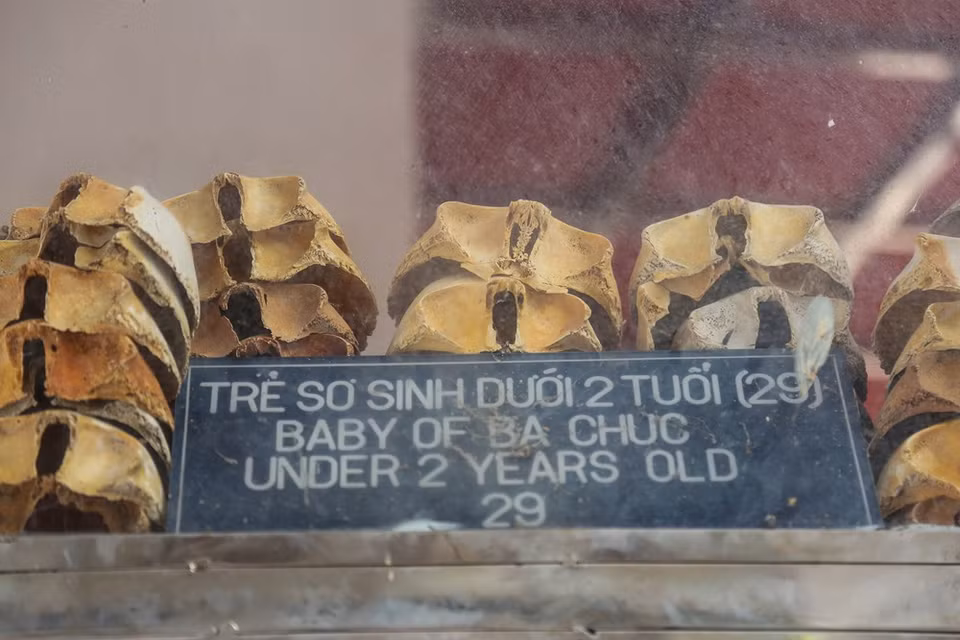 TRẺ SƠ SINH DƯỚI 2 TUỔI (29)
BABY OF BA CHUC
UNDER 2 YEARS OLD
29